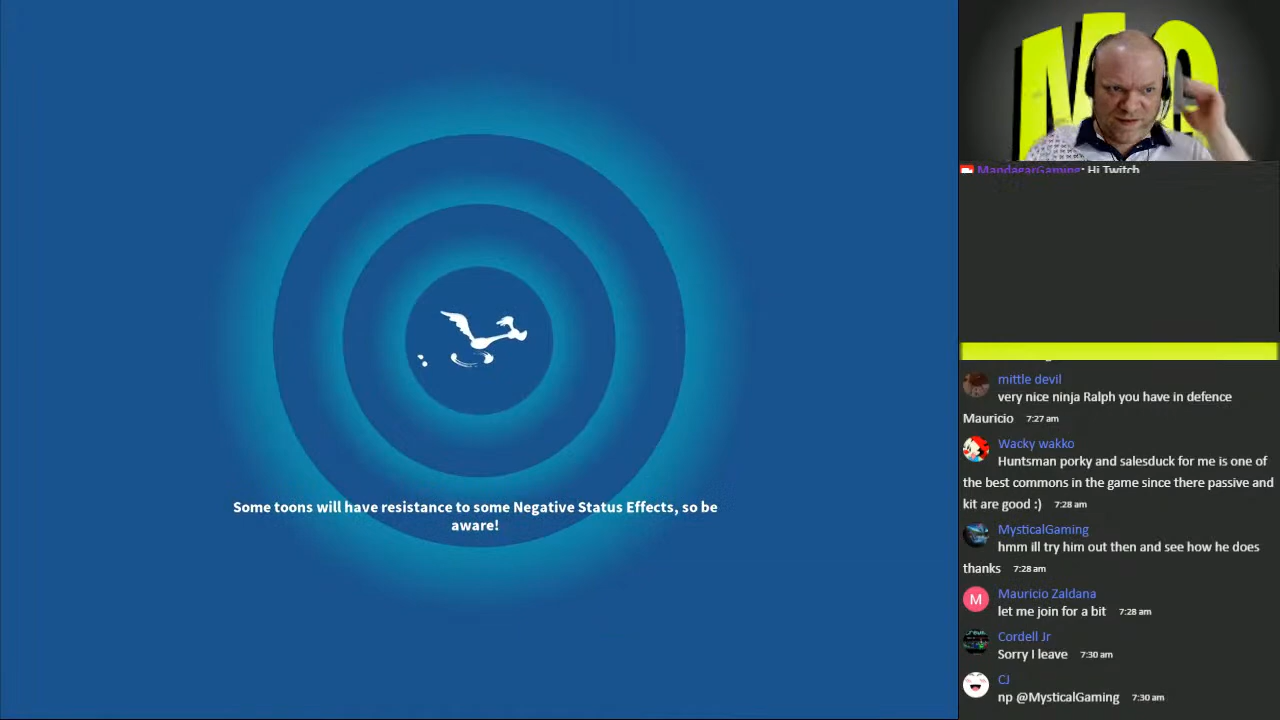 MG
MandagarGaming: Hi Twitch
Some toons will have resistance to some Negative Status Effects, so be
aware!
mittle devil
very nice ninja Ralph you have in defence
Mauricio 7:27 am
Wacky wakko
Huntsman porky and salesduck for me is one of
the best commons in the game since there passive and
kit are good :) 7:28 am
MysticalGaming
hmm ill try him out then and see how he does
thanks 7:28 am
M
Mauricio Zaldana
let me join for a bit 7:28 am
Cordell Jr
Sorry I leave 7:30 am
CJ
np @MysticalGaming 7:30 am